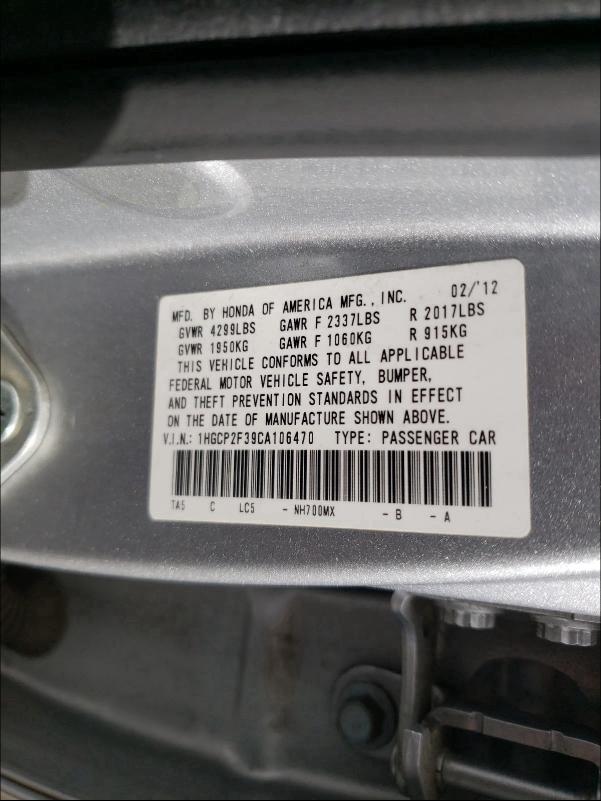 MFD. BY HONDA OF AMERICA MFG., INC. 02/'12
GVWR 4299LBS GAWR F 2337LBS R 2017LBS
GVWR 1950KG GAWR F 1060KG R 915KG
THIS VEHICLE CONFORMS TO ALL APPLICABLE
FEDERAL MOTOR VEHICLE SAFETY, BUMPER,
AND THEFT PREVENTION STANDARDS IN EFFECT
ON THE DATE OF MANUFACTURE SHOWN ABOVE.
V.I.N.: 1HGCP2F39CA106470 TYPE: PASSENGER CAR
TA5 C LC5 - NH700MX - B - A